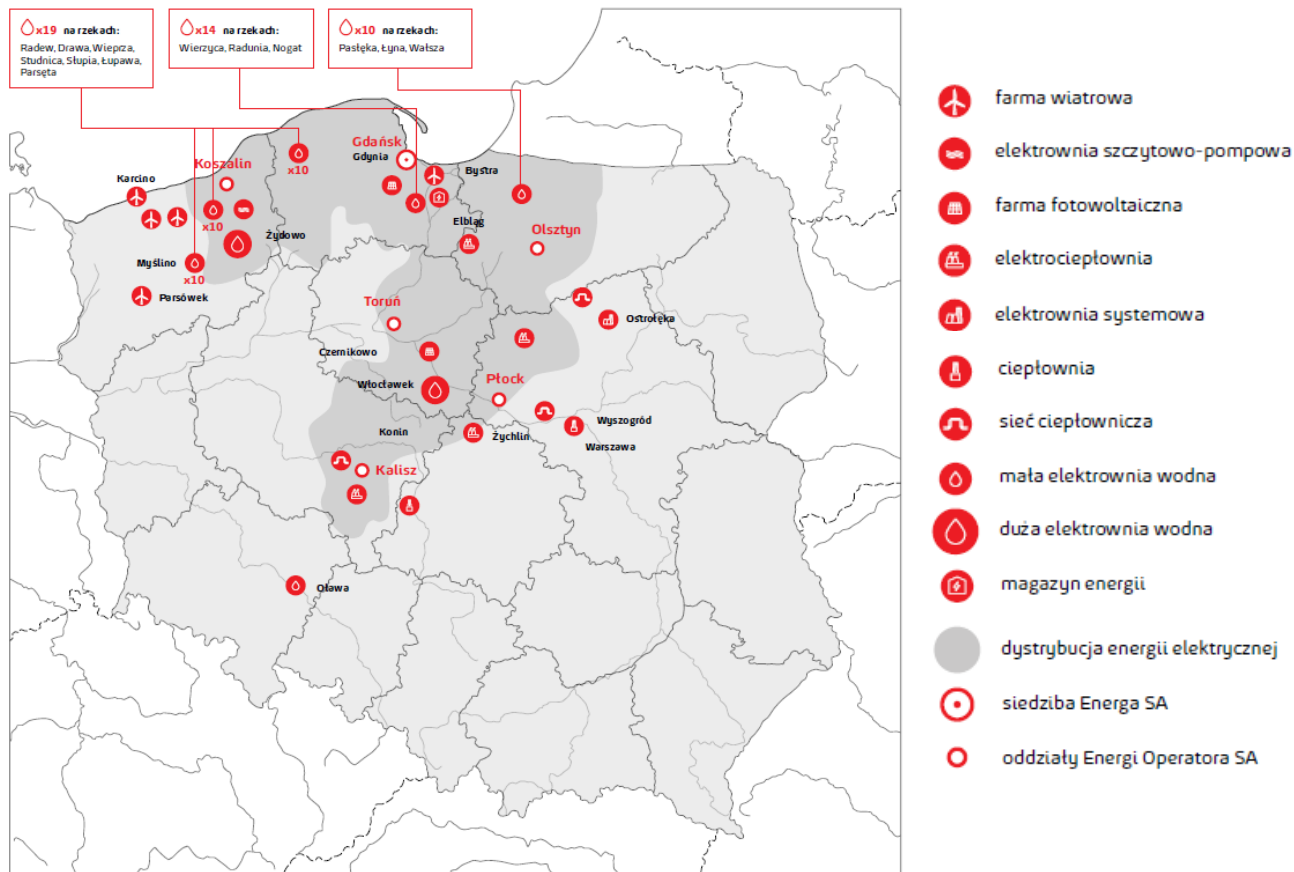 x19 na rzekach:
Radew, Drawa, Wieprza,
Studnica, Słupia, Łupawa,
Parsęta
x14 na rzekach:
Wierzyca, Radunia, Nogat
x10 na rzekach:
Pasłęka, Łyna, Wałsza
Gdańsk
Gdynia
Koszalin
x10
Bystra
Karcino
x10
Elbląg
Olsztyn
Żydowo
Myślino
x10
Parsówek
Toruń
Ostrołęka
Czernikowo
Włocławek
Płock
Konin
Wyszogród
Żychlin
Warszawa
Kalisz
Oława
farma wiatrowa
elektrownia szczytowo-pompowa
farma fotowoltaiczna
elektrociepłownia
elektrownia systemowa
ciepłownia
sieć ciepłownicza
mała elektrownia wodna
duża elektrownia wodna
magazyn energii
dystrybucja energii elektrycznej
siedziba Energa SA
oddziały Energi Operatora SA